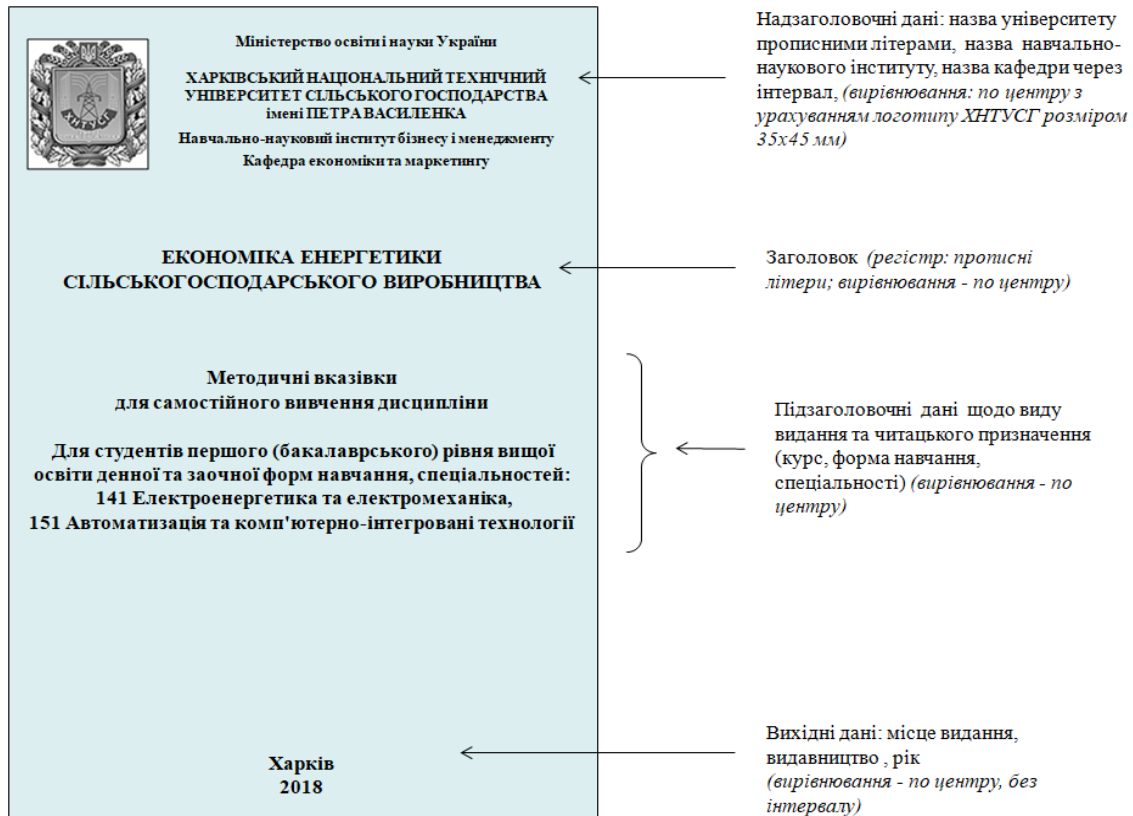 Міністерство освіти і науки України
ХАРКІВСЬКИЙ НАЦІОНАЛЬНИЙ ТЕХНІЧНИЙ
УНІВЕРСИТЕТ СІЛЬСЬКОГО ГОСПОДАРСТВА
імені ПЕТРА ВАСИЛЕНКА
Навчально-науковий інститут бізнесу і менеджменту
Кафедра економіки та маркетингу
ХНТУСГ
ЕКОНОМІКА ЕНЕРГЕТИКИ
СІЛЬСЬКОГОСПОДАРСЬКОГО ВИРОБНИЦТВА
Методичні вказівки
для самостійного вивчення дисципліни
Для студентів першого (бакалаврського) рівня вищої
освіти денної та заочної форм навчання, спеціальностей:
141 Електроенергетика та електромеханіка,
151 Автоматизація та комп'ютерно-інтегровані технології
Харків
2018
Надзаголовочні дані: назва університету
прописними літерами, назва навчально-
наукового інституту, назва кафедри через
інтервал, (вирівнювання: по центру з
урахуванням логотипу ХНТУСГ розміром
35х45 мм)
Заголовок (регістр: прописні
літери; вирівнювання - по центру)
Підзаголовочні дані щодо виду
видання та читацького призначення
(курс, форма навчання,
спеціальності) (вирівнювання - по
центру)
Вихідні дані: місце видання,
видавництво , рік
(вирівнювання - по центру, без
інтервалу)